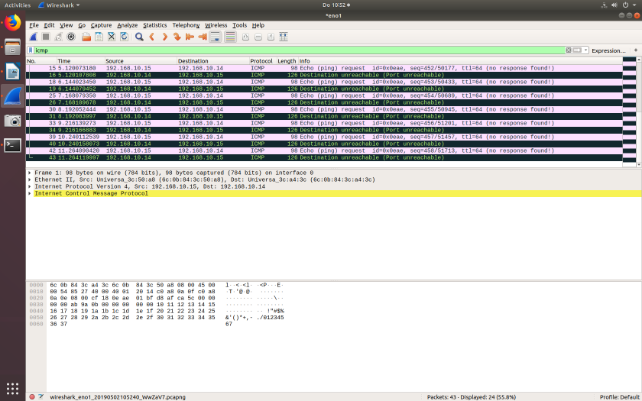 Activities Wireshark Do 10:52
*eno1
File Edit View Go Capture Analyze Statistics Telephony Wireless Tools Help
icmp Expression… +
No. Time Source Destination Protocol Length Info
15 5.120073180 192.168.10.15 192.168.10.14 ICMP 98 Echo (ping) request id=0x0eae, seq=452/50177, ttl=64 (no response found!)
16 5.120107808 192.168.10.14 192.168.10.15 ICMP 126 Destination unreachable (Port unreachable)
18 6.144023450 192.168.10.15 192.168.10.14 ICMP 98 Echo (ping) request id=0x0eae, seq=453/50433, ttl=64 (no response found!)
19 6.144078452 192.168.10.14 192.168.10.15 ICMP 126 Destination unreachable (Port unreachable)
25 7.168073350 192.168.10.15 192.168.10.14 ICMP 98 Echo (ping) request id=0x0eae, seq=454/50689, ttl=64 (no response found!)
26 7.168109678 192.168.10.14 192.168.10.15 ICMP 126 Destination unreachable (Port unreachable)
30 8.192052444 192.168.10.15 192.168.10.14 ICMP 98 Echo (ping) request id=0x0eae, seq=455/50945, ttl=64 (no response found!)
31 192.168.10.14 192.168.10.15 ICMP 126 Destination unreachable (Port unreachable)
33 9.216130273 192.168.10.15 192.168.10.14 ICMP 98 Echo (ping) request id=0x0eae, seq=456/51201, ttl=64 (no response found!)
34 9.216166083 192.168.10.14 192.168.10.15 ICMP 126 Destination unreachable (Port unreachable)
39 10.240112539 192.168.10.15 192.168.10.14 ICMP 98 Echo (ping) request id=0x0eae, seq=457/51457, ttl=64 (no response found!)
40 10.240150073 192.168.10.14 192.168.10.15 ICMP 126 Destination unreachable (Port unreachable)
42 11.264090420 192.168.10.15 192.168.10.14 ICMP 98 Echo (ping) request id=0x0eae, seq=458/51713, ttl=64 (no response found!)
43 11.264119007 192.168.10.14 192.168.10.15 ICMP 126 Destination unreachable (Port unreachable)
Frame 1: 98 bytes on wire (784 bits), 98 bytes captured (784 bits) on interface 0
Ethernet II, Src: Universa_3c:50:a8 (6c:0b:84:3c:50:a8), Dst: Universa_3c:a4:3c (6c:0b:84:3c:a4:3c)
Internet Protocol Version 4, Src: 192.168.10.15, Dst: 192.168.10.14
Internet Control Message Protocol
0000 6c 0b 84 3c a4 3c 6c 0b 84 3c 50 a8 08 00 45 00
0010 00 54 85 27 40 00 40 01 20 14 c0 a8 0a 0f c0 a8
0020 0a 0e 08 00 cf 18 0e ae 01 bf d8 af ca 5c 00 00
0030 00 00 ab 9a 0b 00 00 00 00 00 10 11 12 13 14 15
0040 16 17 18 19 1a 1b 1c 1d 1e 1f 20 21 22 23 24 25
0050 26 27 28 29 2a 2b 2c 2d 2e 2f 30 31 32 33 34 35
0060 36 37
wireshark_eno1_20190502105240_WwZaV7.pcapng Packets: 43 · Displayed: 24 (55.8%) Profile: Default